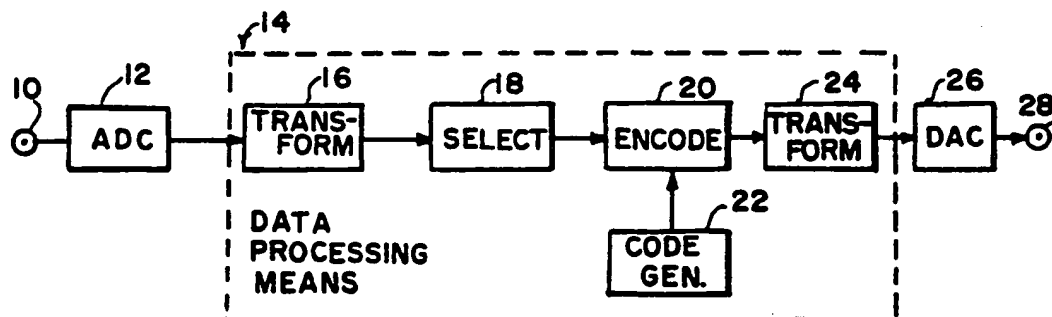 14
10
12
16
18
20
24
26
28
ADC
TRANS-
FORM
SELECT
ENCODE
TRANS-
FORM
DAC
DATA
PROCESSING
MEANS
22
CODE
GEN.